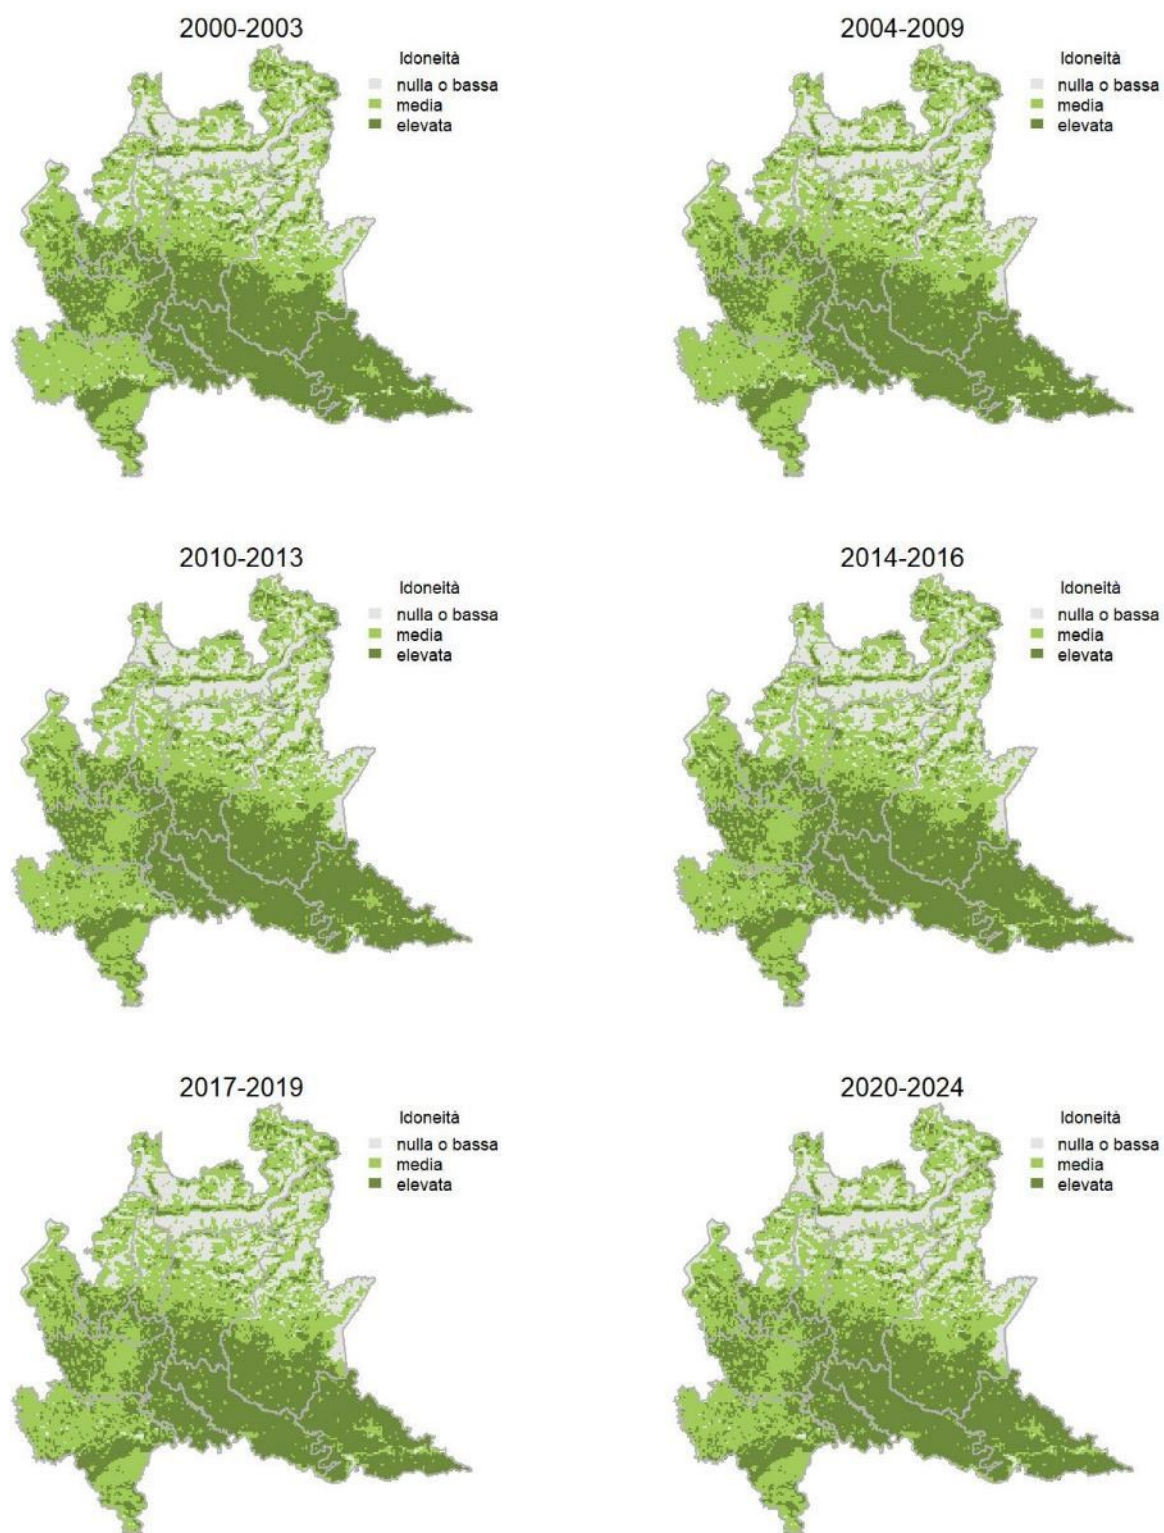 2000-2003
Idoneità
nulla o bassa
media
elevata
2004-2009
Idoneità
nulla o bassa
media
elevata
2010-2013
Idoneità
nulla o bassa
media
elevata
2014-2016
Idoneità
nulla o bassa
media
elevata
2017-2019
Idoneità
nulla o bassa
media
elevata
2020-2024
Idoneità
nulla o bassa
media
elevata